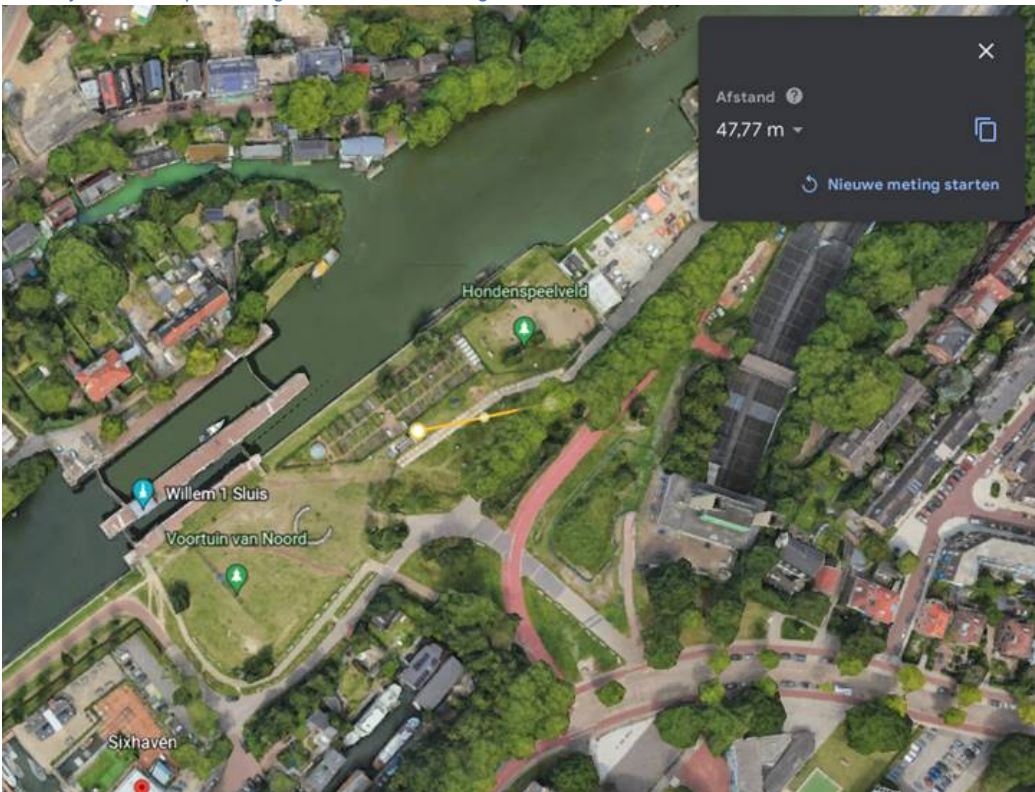 Afstand
47,77 m
Nieuwe meting starten
Hondenspeelveld
Willem 1 Sluis
Voortuin van Noord
Sixhaven